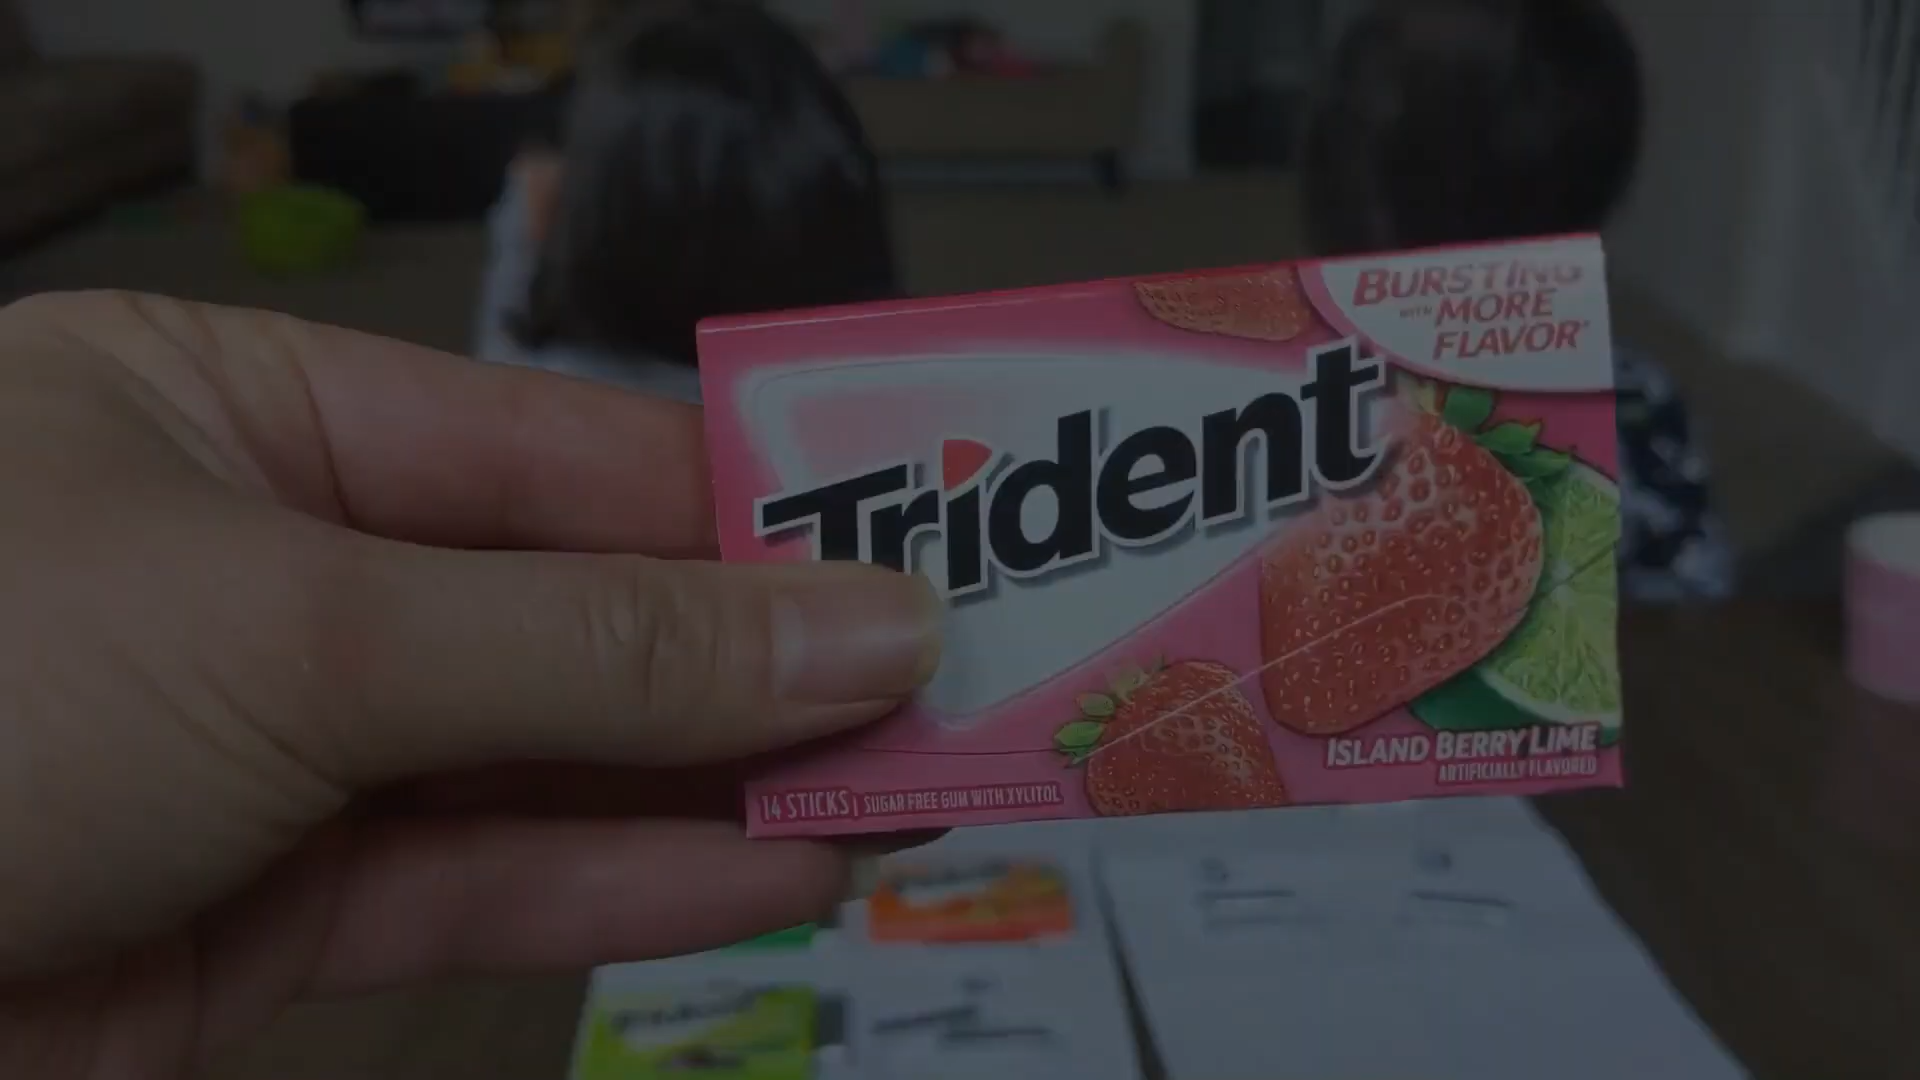 BURSTING
WITH MORE
FLAVOR
Trident
ISLAND BERRY LIME
ARTIFICIALLY FLAVORED
14 STICKS | SUGAR FREE GUM WITH XYLITOL